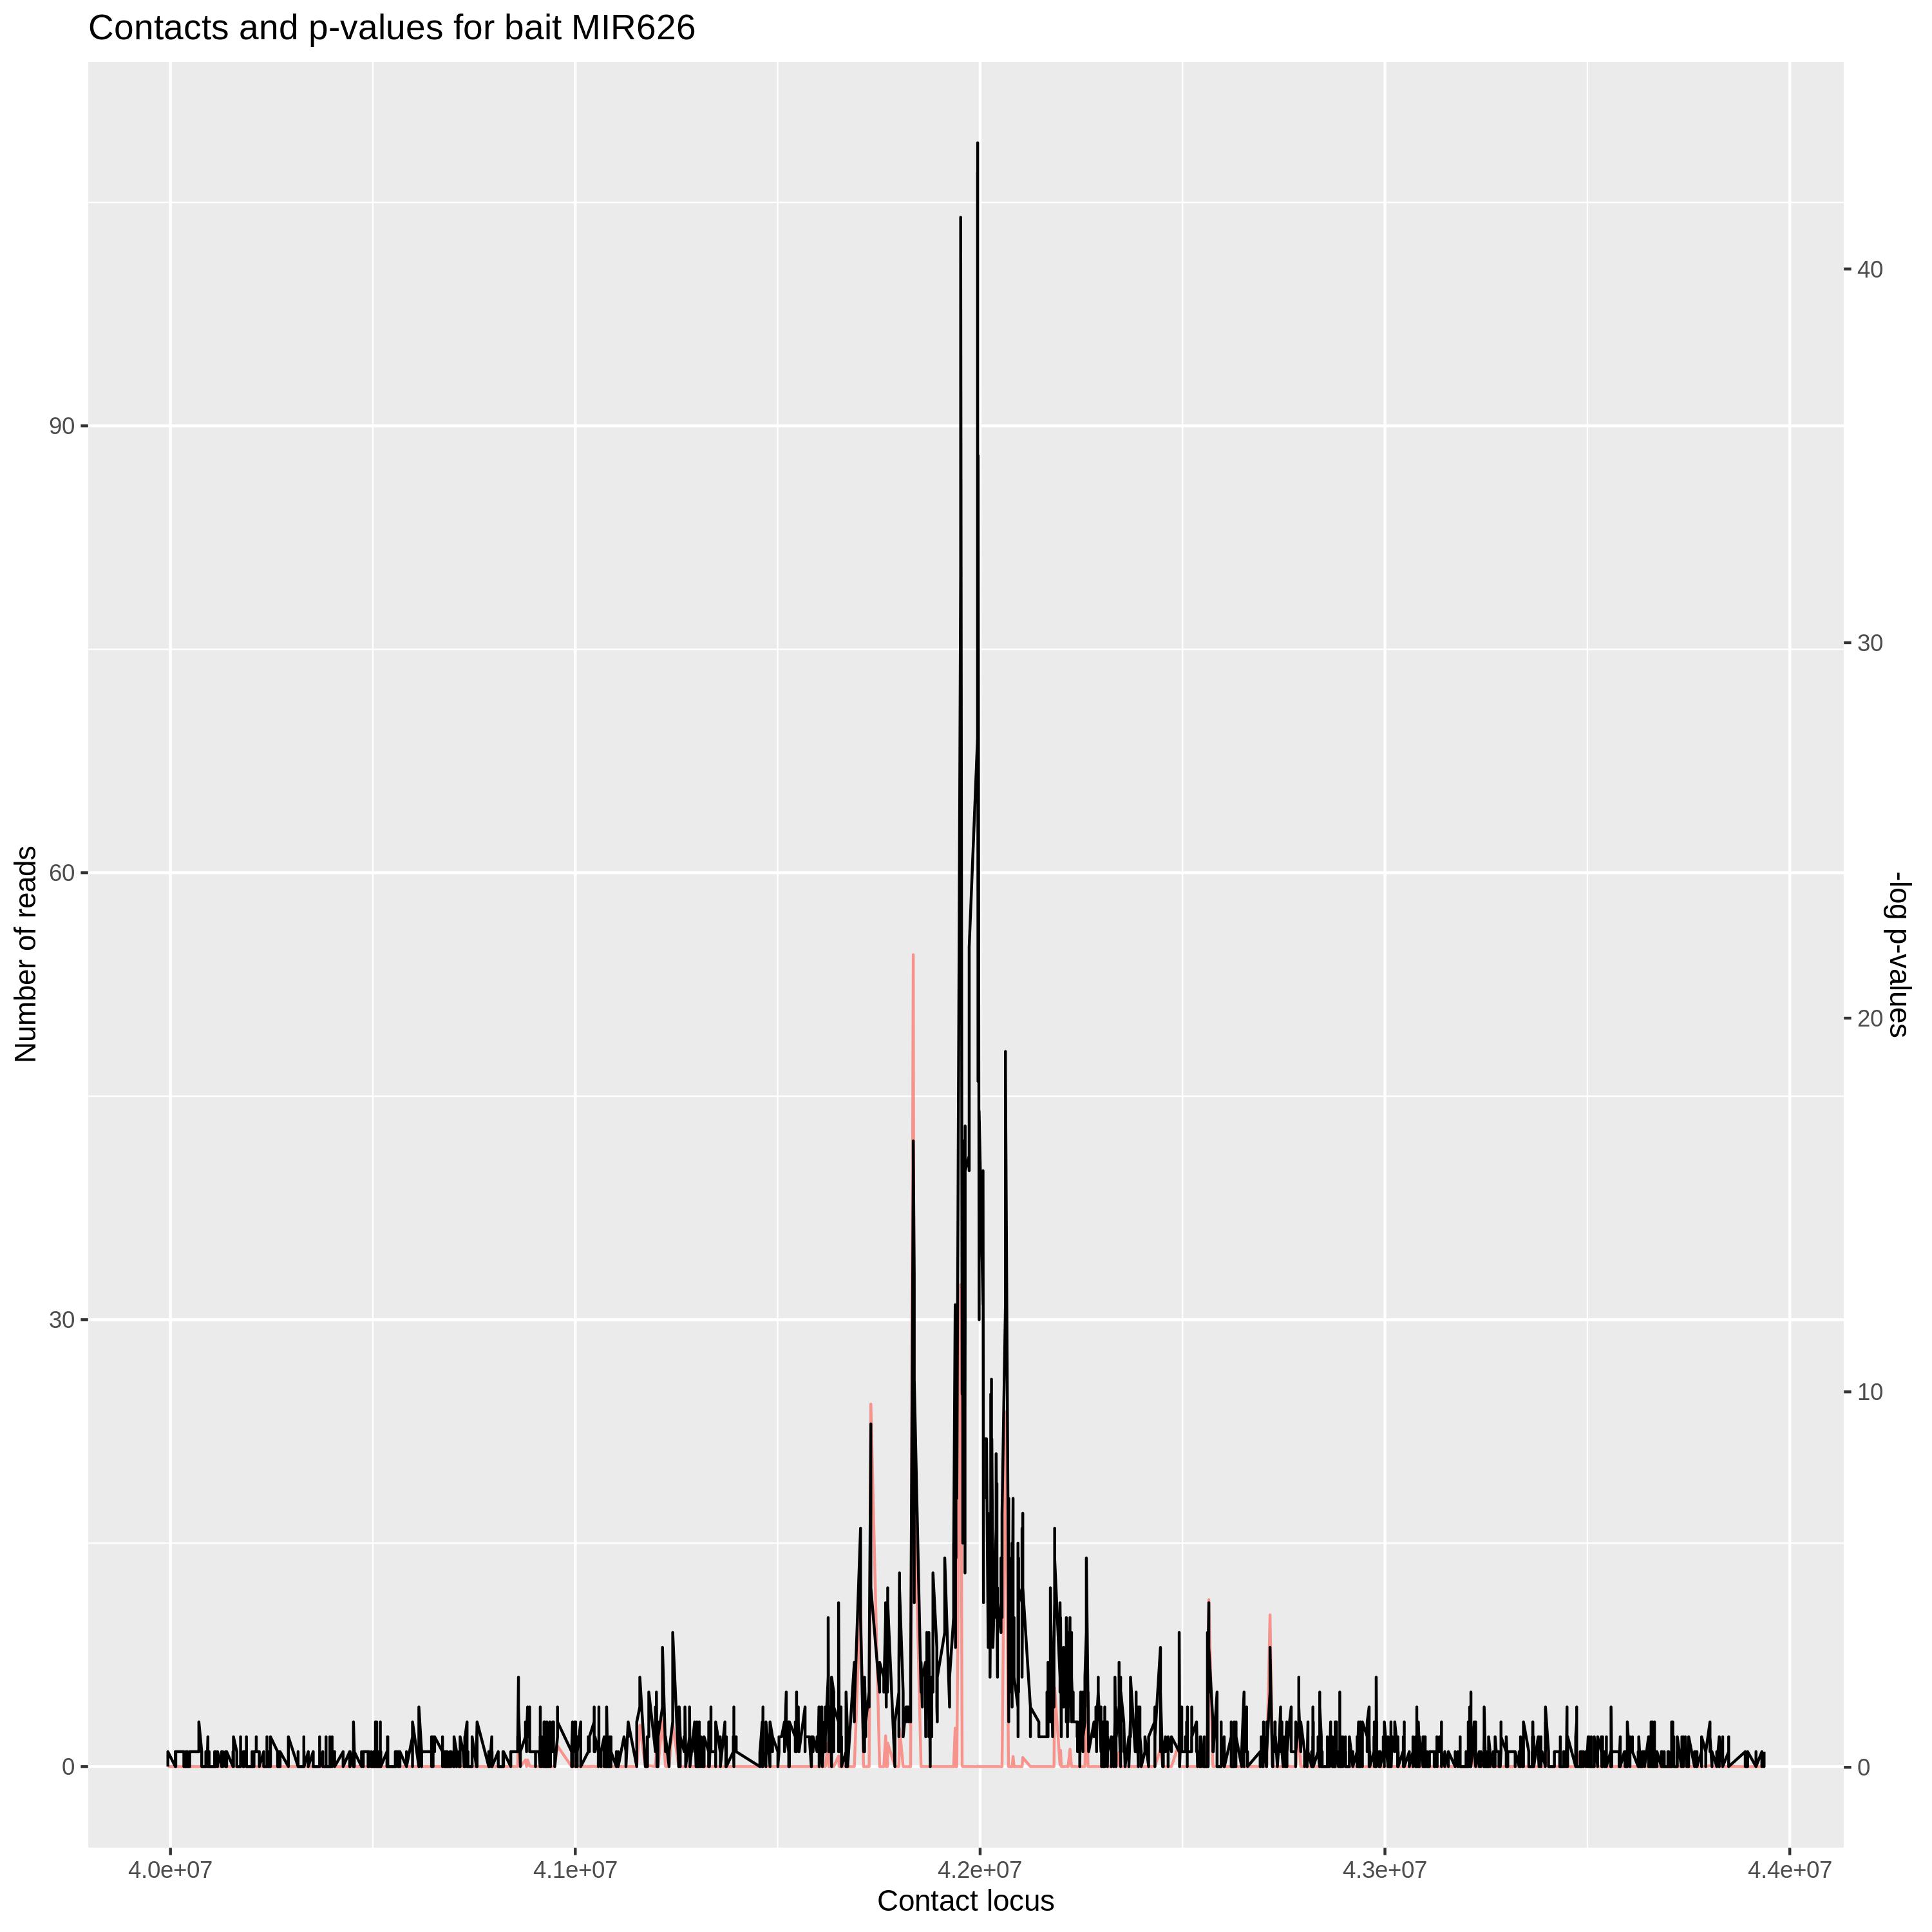 Contacts and p-values for bait MIR626
Number of reads
90
60
30
0
40
30
20
10
0
-log p-values
4.0e+07 4.1e+07 4.2e+07 4.3e+07 4.4e+07
Contact locus